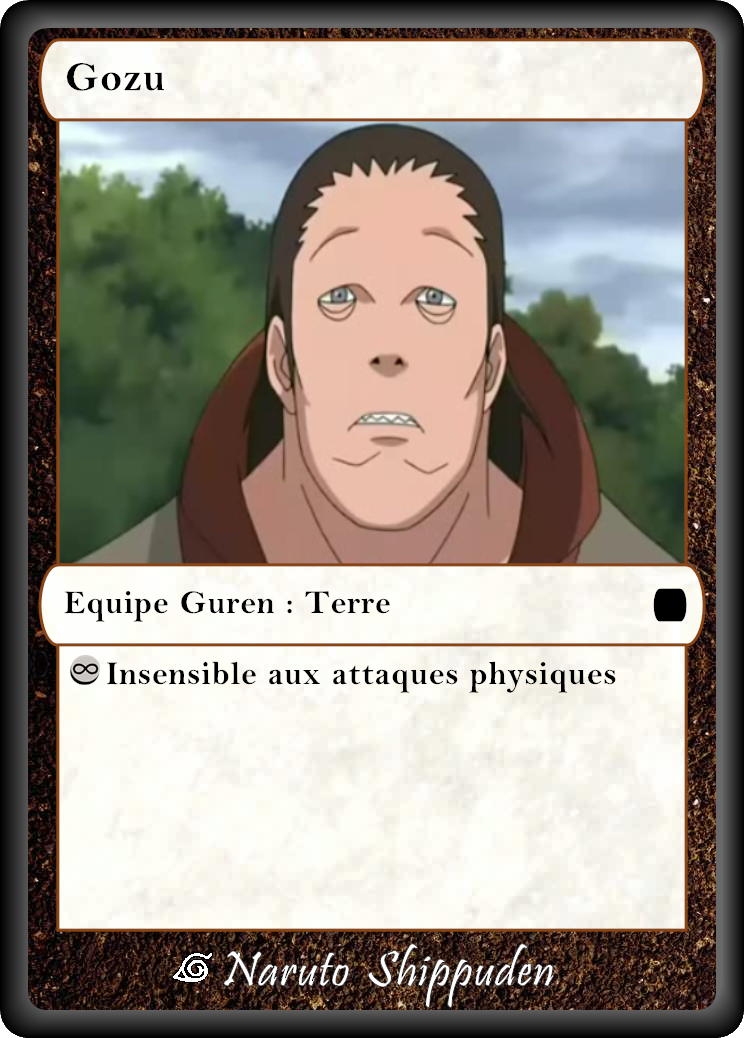 Gozu
Equipe Guren : Terre
♾ Insensible aux attaques physiques
Naruto Shippuden